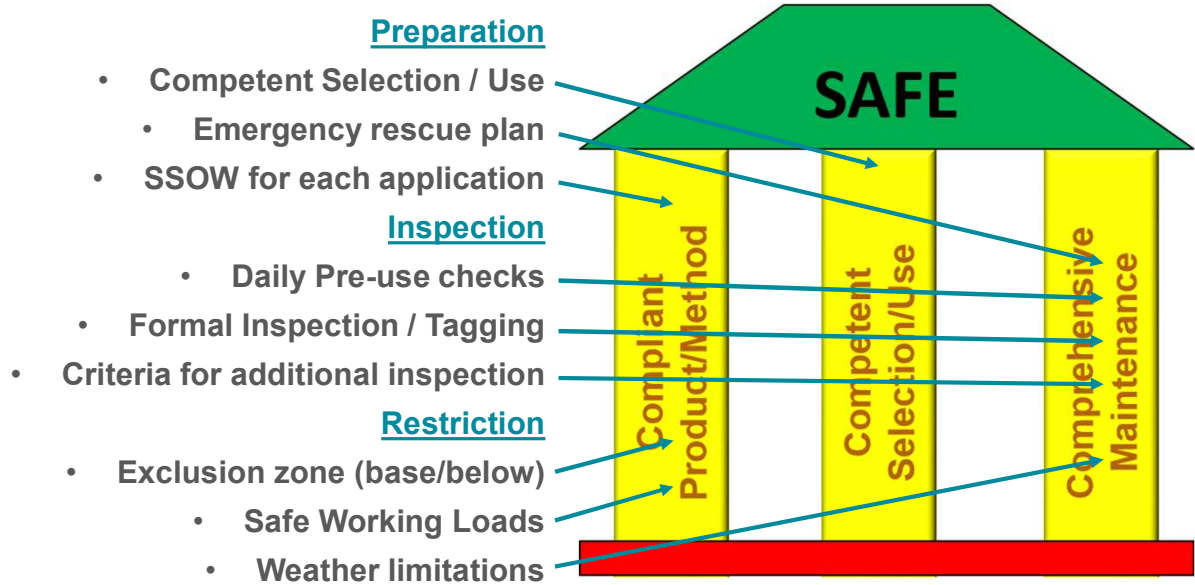 Preparation
• Competent Selection / Use
• Emergency rescue plan
• SSOW for each application
Inspection
• Daily Pre-use checks
• Formal Inspection / Tagging
• Criteria for additional inspection
Restriction
• Exclusion zone (base/below)
• Safe Working Loads
• Weather limitations
SAFE
Compliant
Product/Method
Competent
Selection/Use
Comprehensive
Maintenance